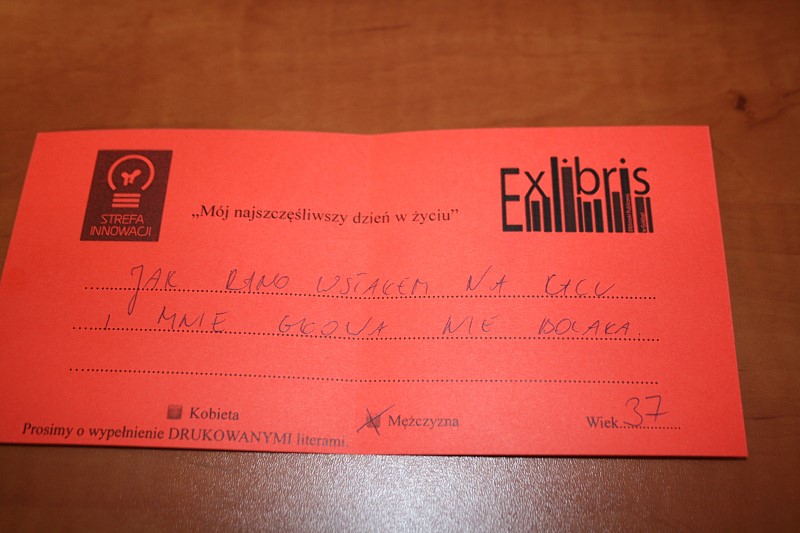 STREFA
INNOWACJI
„Mój najszczęśliwszy dzień w życiu”
Exlibris
JAK RANO WSTAŁEM NA KACU
I MNIE GŁOWA NIE BOLAŁA.
Kobieta
Mężczyzna
Wiek 37
Prosimy o wypełnienie DRUKOWANYMI literami.